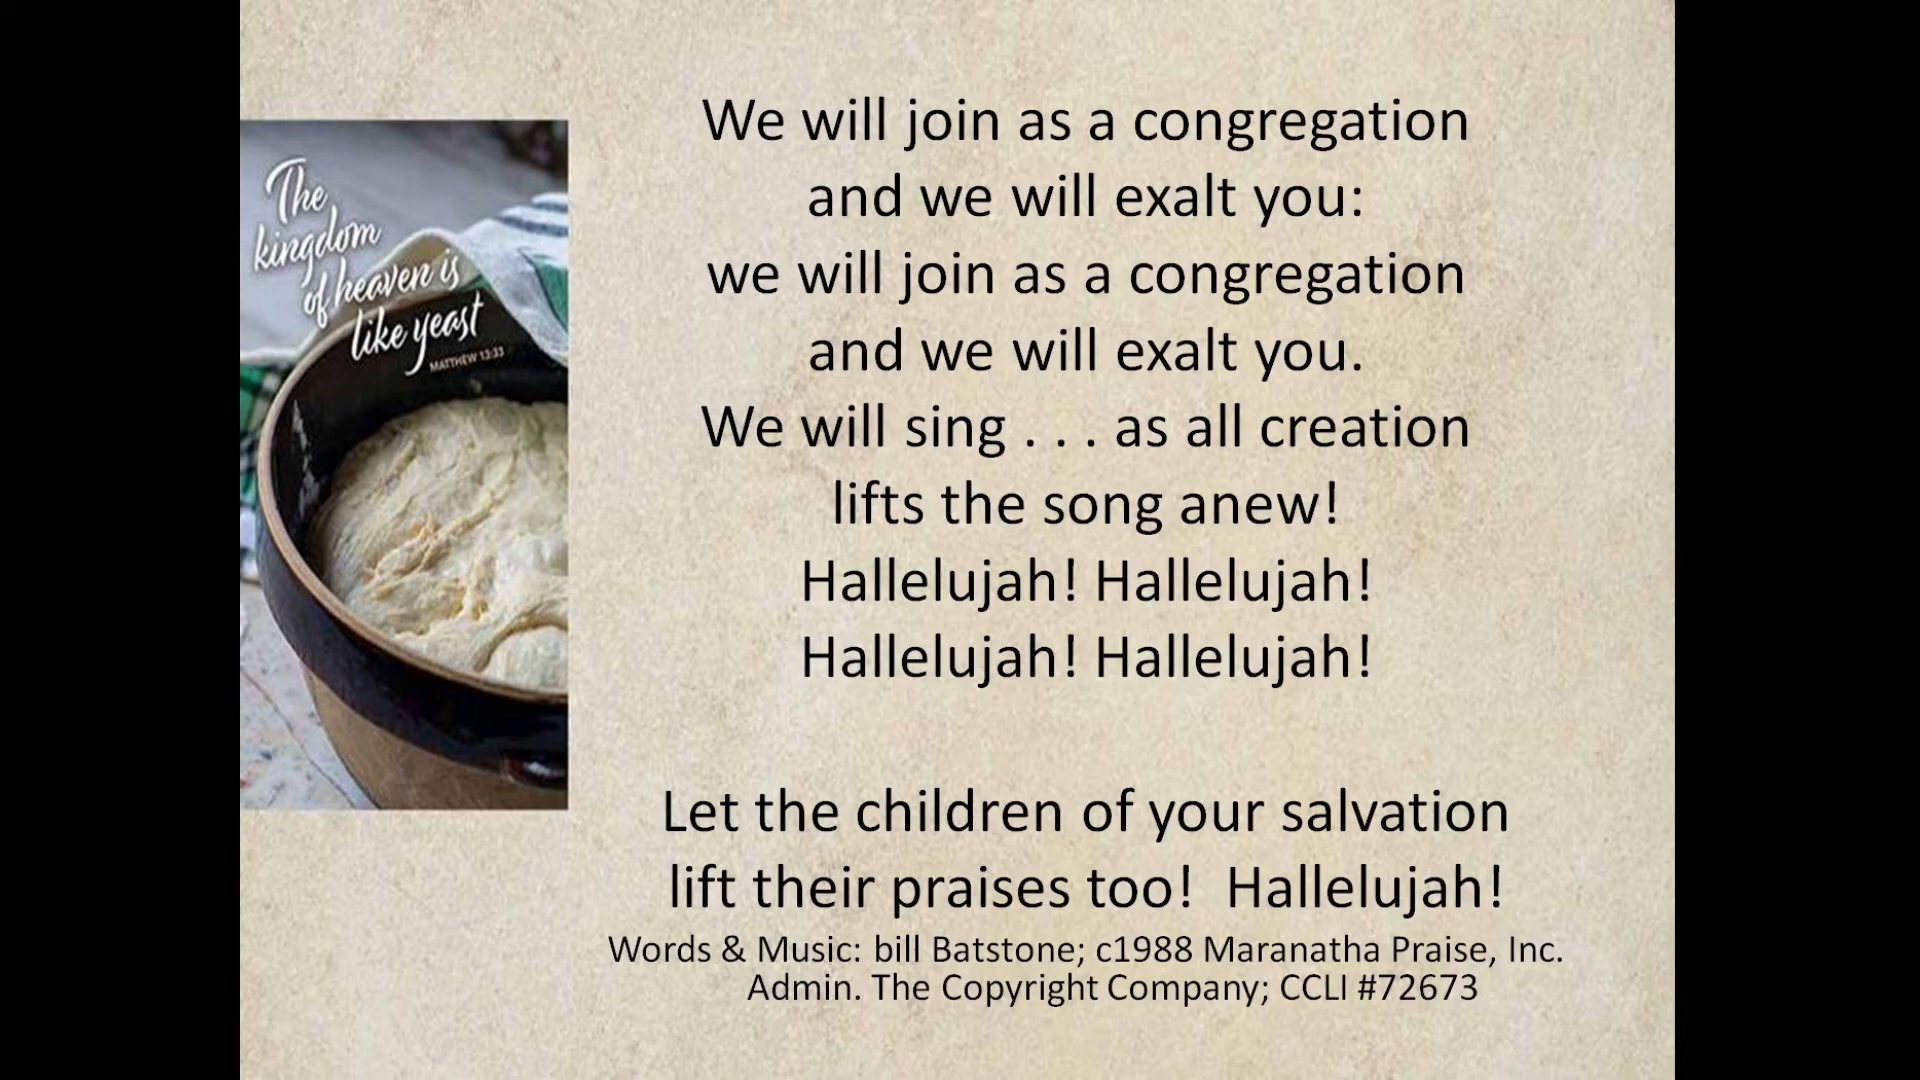 The
kingdom
of heaven is
like yeast
MATTHEW 13:33
We will join as a congregation
and we will exalt you:
we will join as a congregation
and we will exalt you.
We will sing . . . as all creation
lifts the song anew!
Hallelujah! Hallelujah!
Hallelujah! Hallelujah!
Let the children of your salvation
lift their praises too!  Hallelujah!
Words & Music: bill Batstone; c1988 Maranatha Praise, Inc.
Admin. The Copyright Company; CCLI #72673